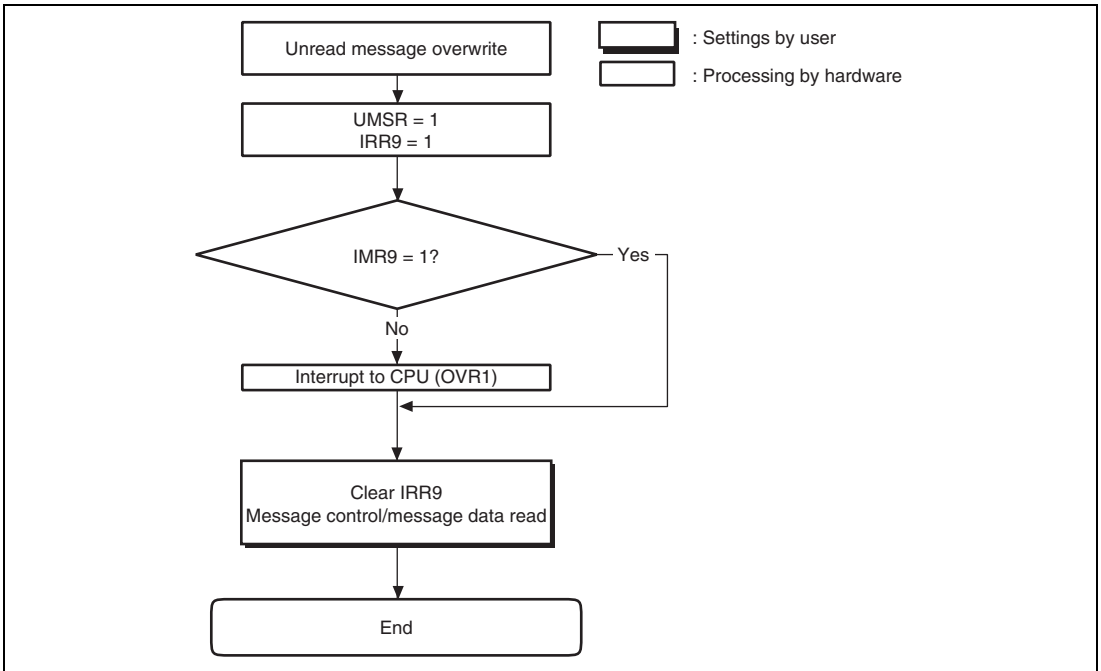 Unread message overwrite
: Settings by user
: Processing by hardware
UMSR = 1
IRR9 = 1
IMR9 = 1?
Yes
No
Interrupt to CPU (OVR1)
Clear IRR9
Message control/message data read
End